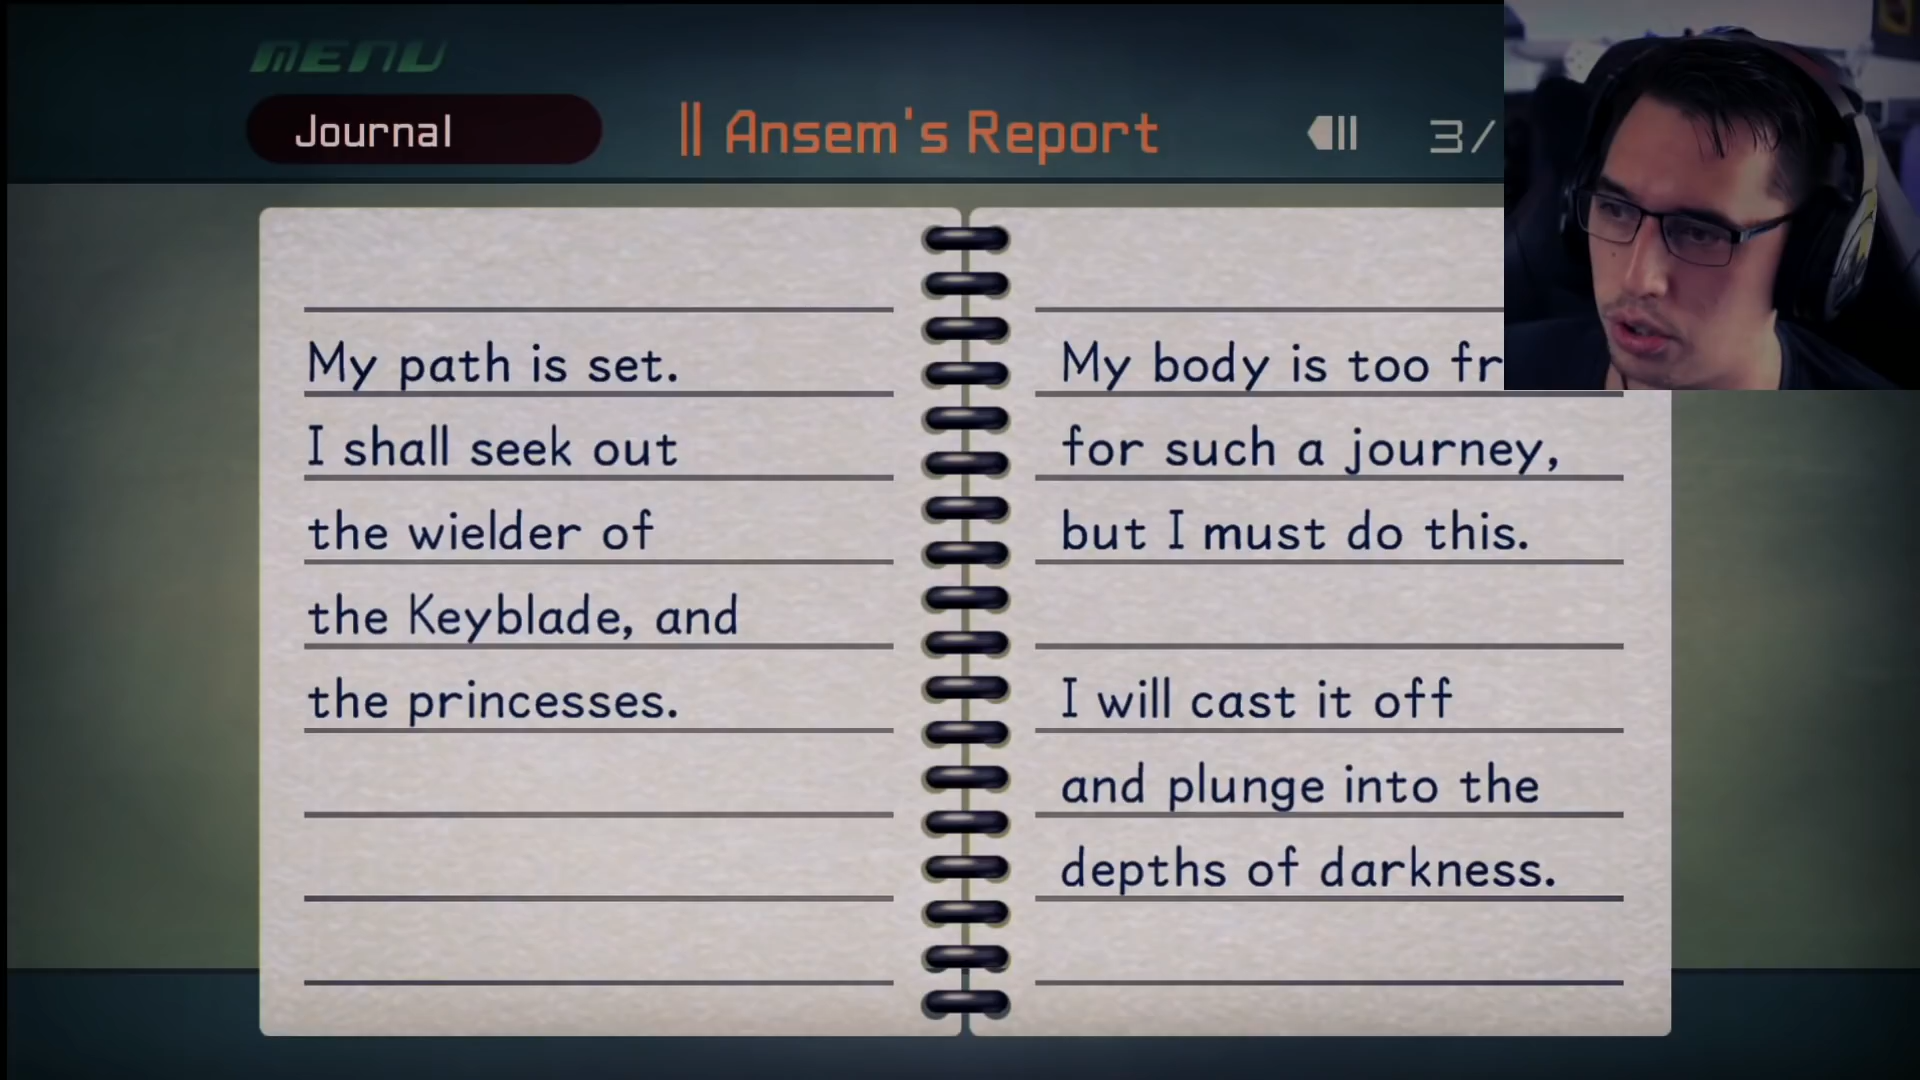 MENU
Journal
Ansem's Report
3/
My path is set.
I shall seek out
the wielder of
the Keyblade, and
the princesses.
My body is too
for such a journey,
but I must do this.
I will cast it off
and plunge into the
depths of darkness.